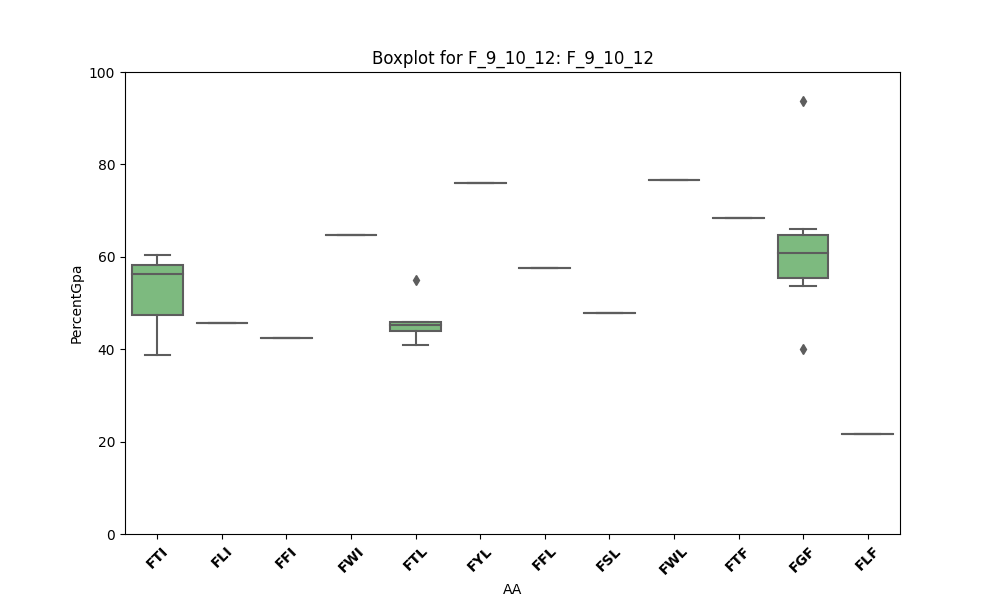 Boxplot for F_9_10_12: F_9_10_12
PercentGpa
100
80
60
40
20
0
FTI FLI FFI FWI FTL FYL FFL FSL FWL FTF FGF FLF
AA